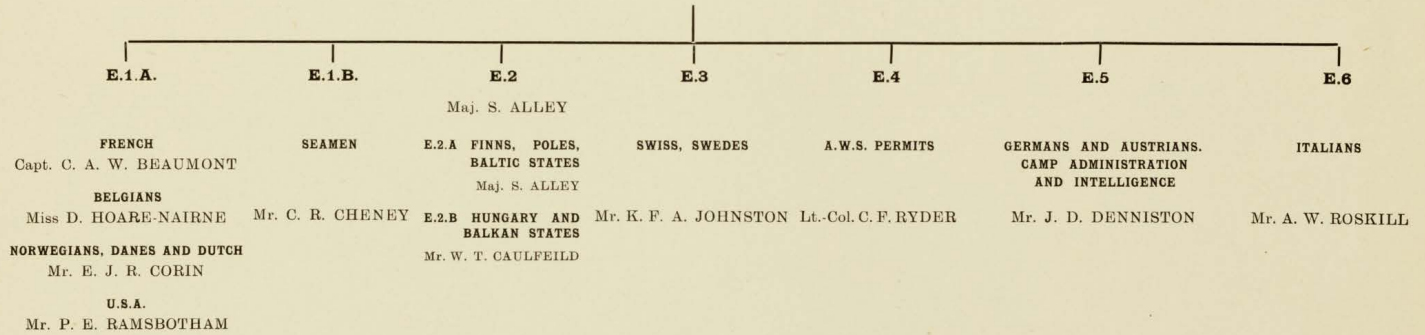 E.1.A.
FRENCH
Capt. C. A. W. BEAUMONT
BELGIANS
Miss D. HOARE-NAIRNE
NORWEGIANS, DANES AND DUTCH
Mr. E. J. R. CORIN
U.S.A.
Mr. P. E. RAMSBOTHAM
E.1.B.
SEAMEN
Mr. C. R. CHENEY
E.2
Maj. S. ALLEY
E.2.A FINNS, POLES,
BALTIC STATES
Maj. S. ALLEY
E.2.B HUNGARY AND
BALKAN STATES
Mr. W. T. CAULFEILD
E.3
SWISS, SWEDES
Mr. K. F. A. JOHNSTON
E.4
A.W.S. PERMITS
Lt.-Col. C. F. RYDER
E.5
GERMANS AND AUSTRIANS.
CAMP ADMINISTRATION
AND INTELLIGENCE
Mr. J. D. DENNISTON
E.6
ITALIANS
Mr. A. W. ROSKILL